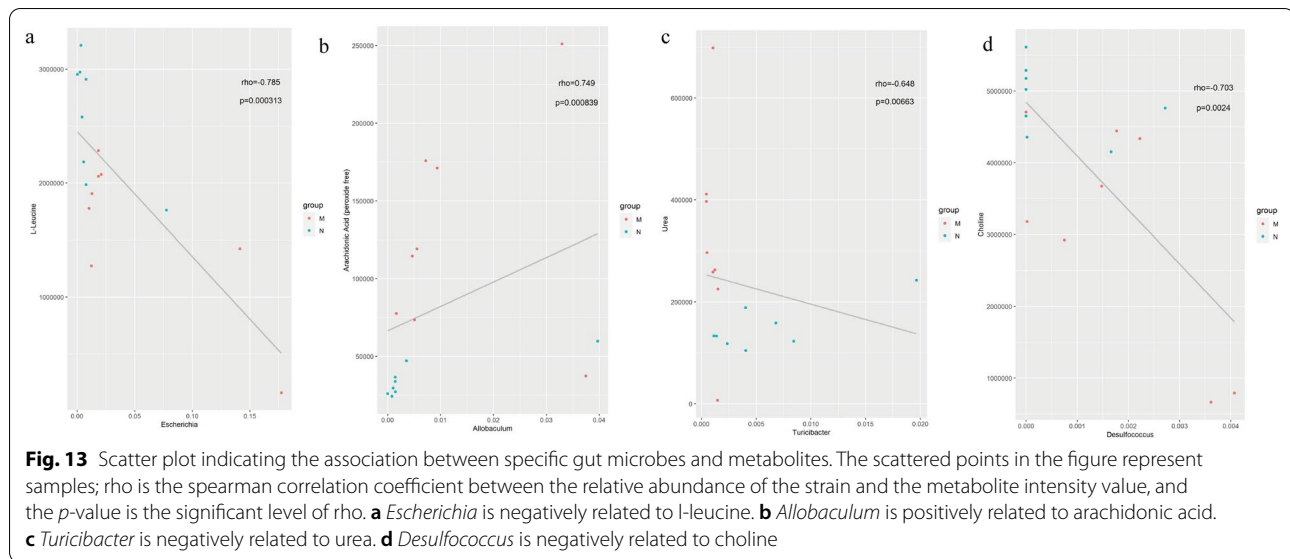 a
rho=-0.785
p=0.000313
3000000
2000000
1000000
L-Leucine
0.00
0.05
0.10
0.15
Escherichia
group
M
N
b
rho=0.749
p=0.000839
250000
200000
150000
100000
50000
0
Arachidonic Acid (peroxide free)
0.00
0.01
0.02
0.03
0.04
Allobaculum
group
M
N
c
rho=-0.648
p=0.00663
600000
400000
200000
0
Urea
0.000
0.005
0.010
0.015
0.020
Turicibacter
group
M
N
d
rho=-0.703
p=0.0024
5000000
4000000
3000000
2000000
1000000
Choline
0.000
0.001
0.002
0.003
0.004
Desulfococcus
group
M
N
Fig. 13 Scatter plot indicating the association between specific gut microbes and metabolites. The scattered points in the figure represent
samples; rho is the spearman correlation coefficient between the relative abundance of the strain and the metabolite intensity value, and
the p-value is the significant level of rho. a Escherichia is negatively related to l-leucine. b Allobaculum is positively related to arachidonic acid.
c Turicibacter is negatively related to urea. d Desulfococcus is negatively related to choline